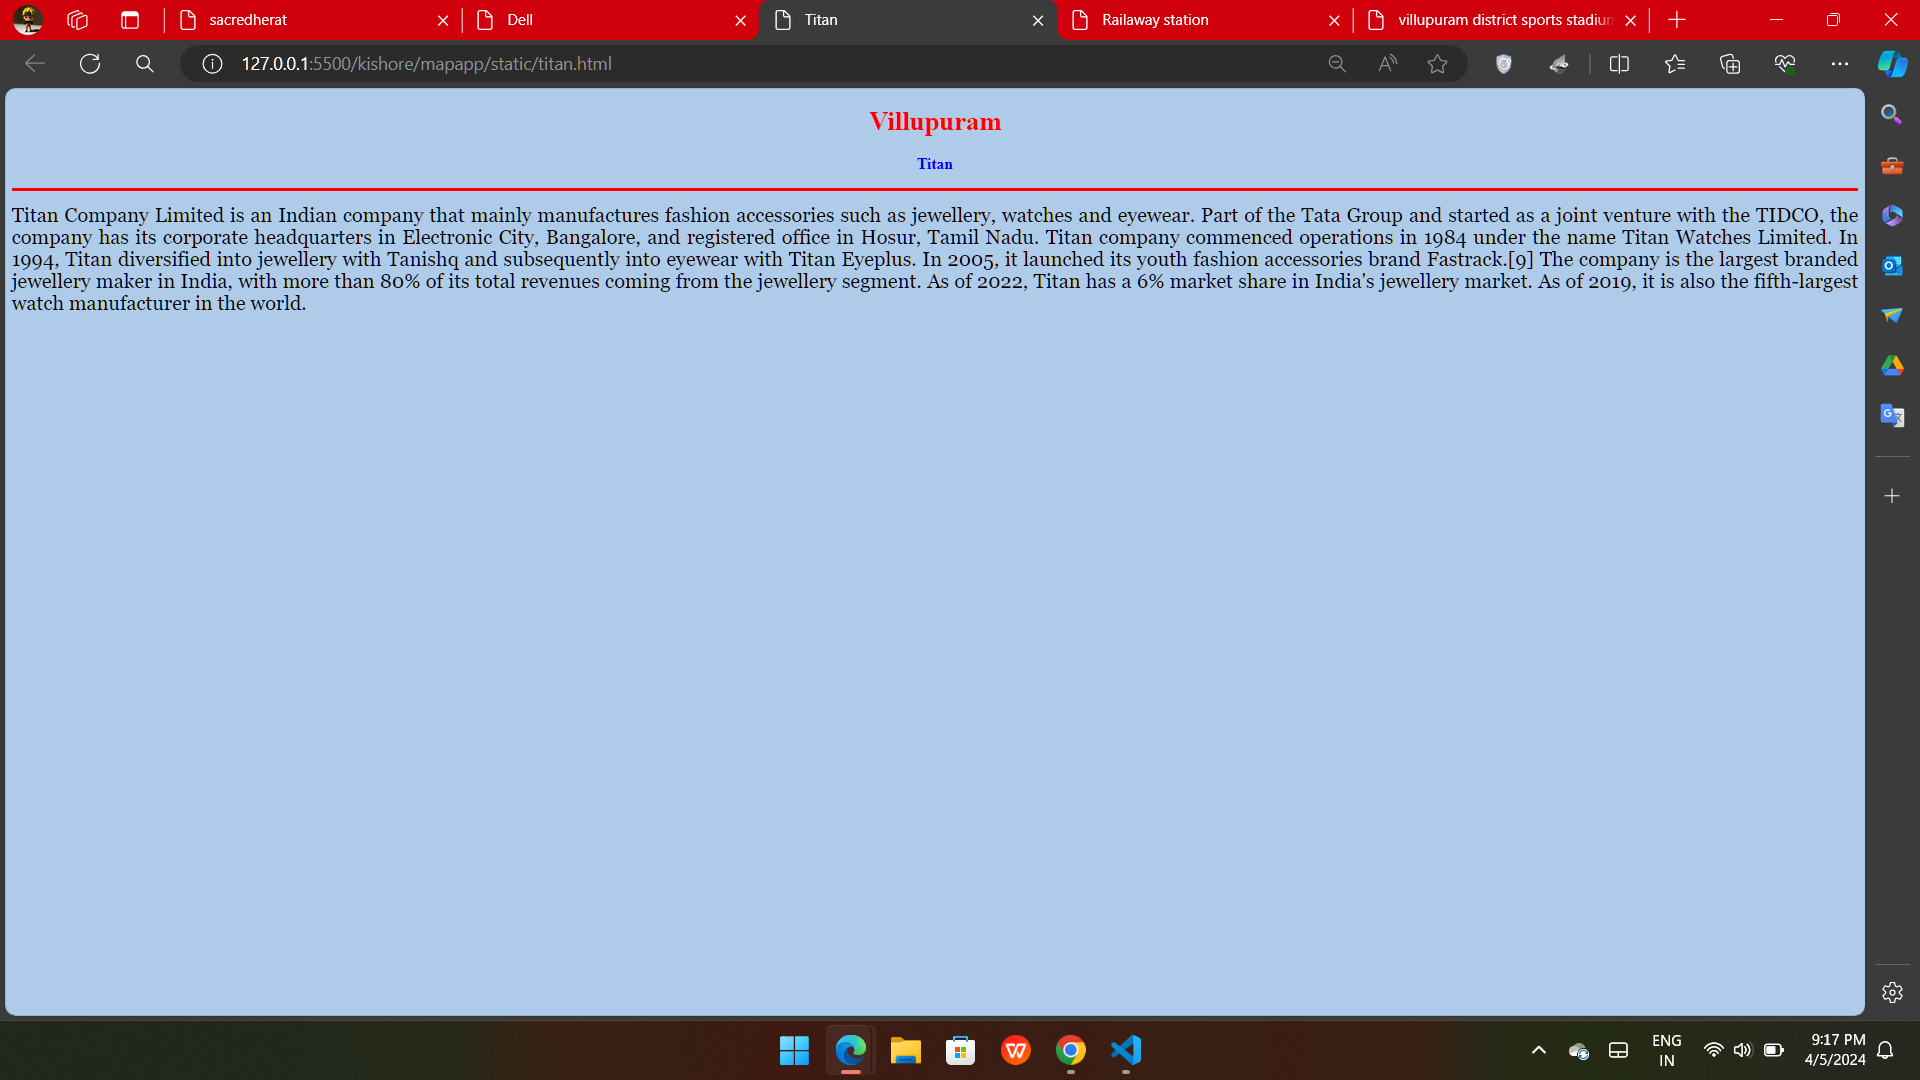 sacredherat
Dell
Titan
Railaway station
villupuram district sports stadiun
127.0.0.1:5500/kishore/mapapp/static/titan.html
Villupuram
Titan
Titan Company Limited is an Indian company that mainly manufactures fashion accessories such as jewellery, watches and eyewear. Part of the Tata Group and started as a joint venture with the TIDCO, the
company has its corporate headquarters in Electronic City, Bangalore, and registered office in Hosur, Tamil Nadu. Titan company commenced operations in 1984 under the name Titan Watches Limited. In
1994, Titan diversified into jewellery with Tanishq and subsequently into eyewear with Titan Eyeplus. In 2005, it launched its youth fashion accessories brand Fastrack.[9] The company is the largest branded
jewellery maker in India, with more than 80% of its total revenues coming from the jewellery segment. As of 2022, Titan has a 6% market share in India's jewellery market. As of 2019, it is also the fifth-largest
watch manufacturer in the world.
ENG
IN
9:17 PM
4/5/2024